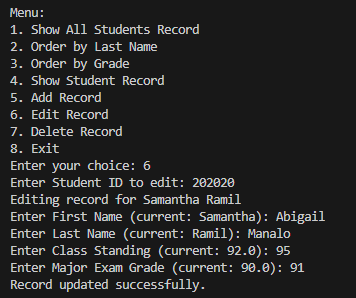 Menu:
1. Show All Students Record
2. Order by Last Name
3. Order by Grade
4. Show Student Record
5. Add Record
6. Edit Record
7. Delete Record
8. Exit
Enter your choice: 6
Enter Student ID to edit: 202020
Editing record for Samantha Ramil
Enter First Name (current: Samantha): Abigail
Enter Last Name (current: Ramil): Manalo
Enter Class Standing (current: 92.0): 95
Enter Major Exam Grade (current: 90.0): 91
Record updated successfully.